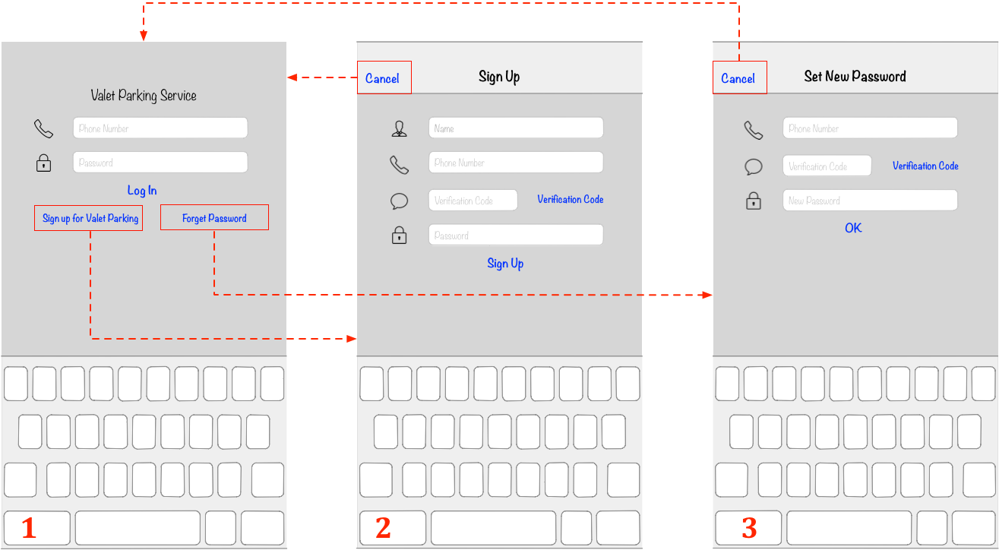 Valet Parking Service
Phone Number
Password
Log In
Sign up for Valet Parking
Forget Password
1
Cancel
Sign Up
Name
Phone Number
Verification Code
Verification Code
Password
Sign Up
2
Cancel
Set New Password
Phone Number
Verification Code
Verification Code
New Password
OK
3